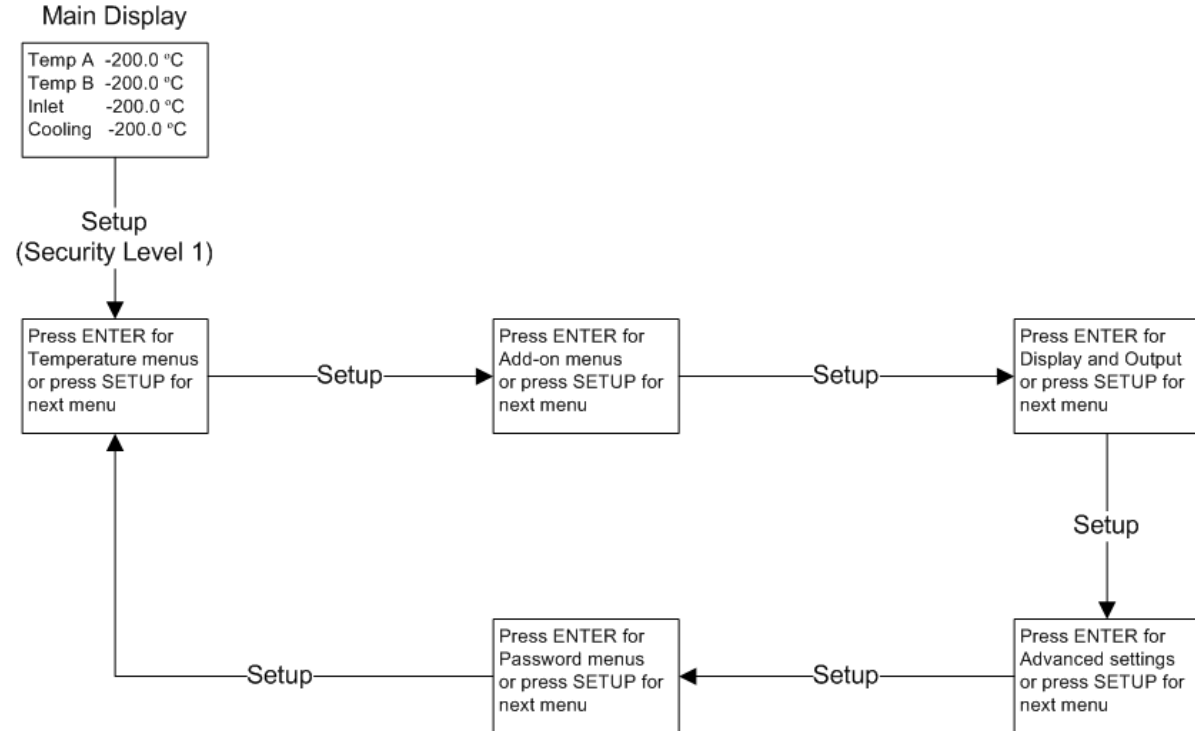 Main Display
Temp A -200.0 °C
Temp B -200.0 °C
Inlet -200.0 °C
Cooling -200.0 °C
Setup
(Security Level 1)
Press ENTER for
Temperature menus
or press SETUP for
next menu
Setup
Press ENTER for
Add-on menus
or press SETUP for
next menu
Setup
Press ENTER for
Display and Output
or press SETUP for
next menu
Setup
Press ENTER for
Advanced settings
or press SETUP for
next menu
Setup
Press ENTER for
Password menus
or press SETUP for
next menu
Setup